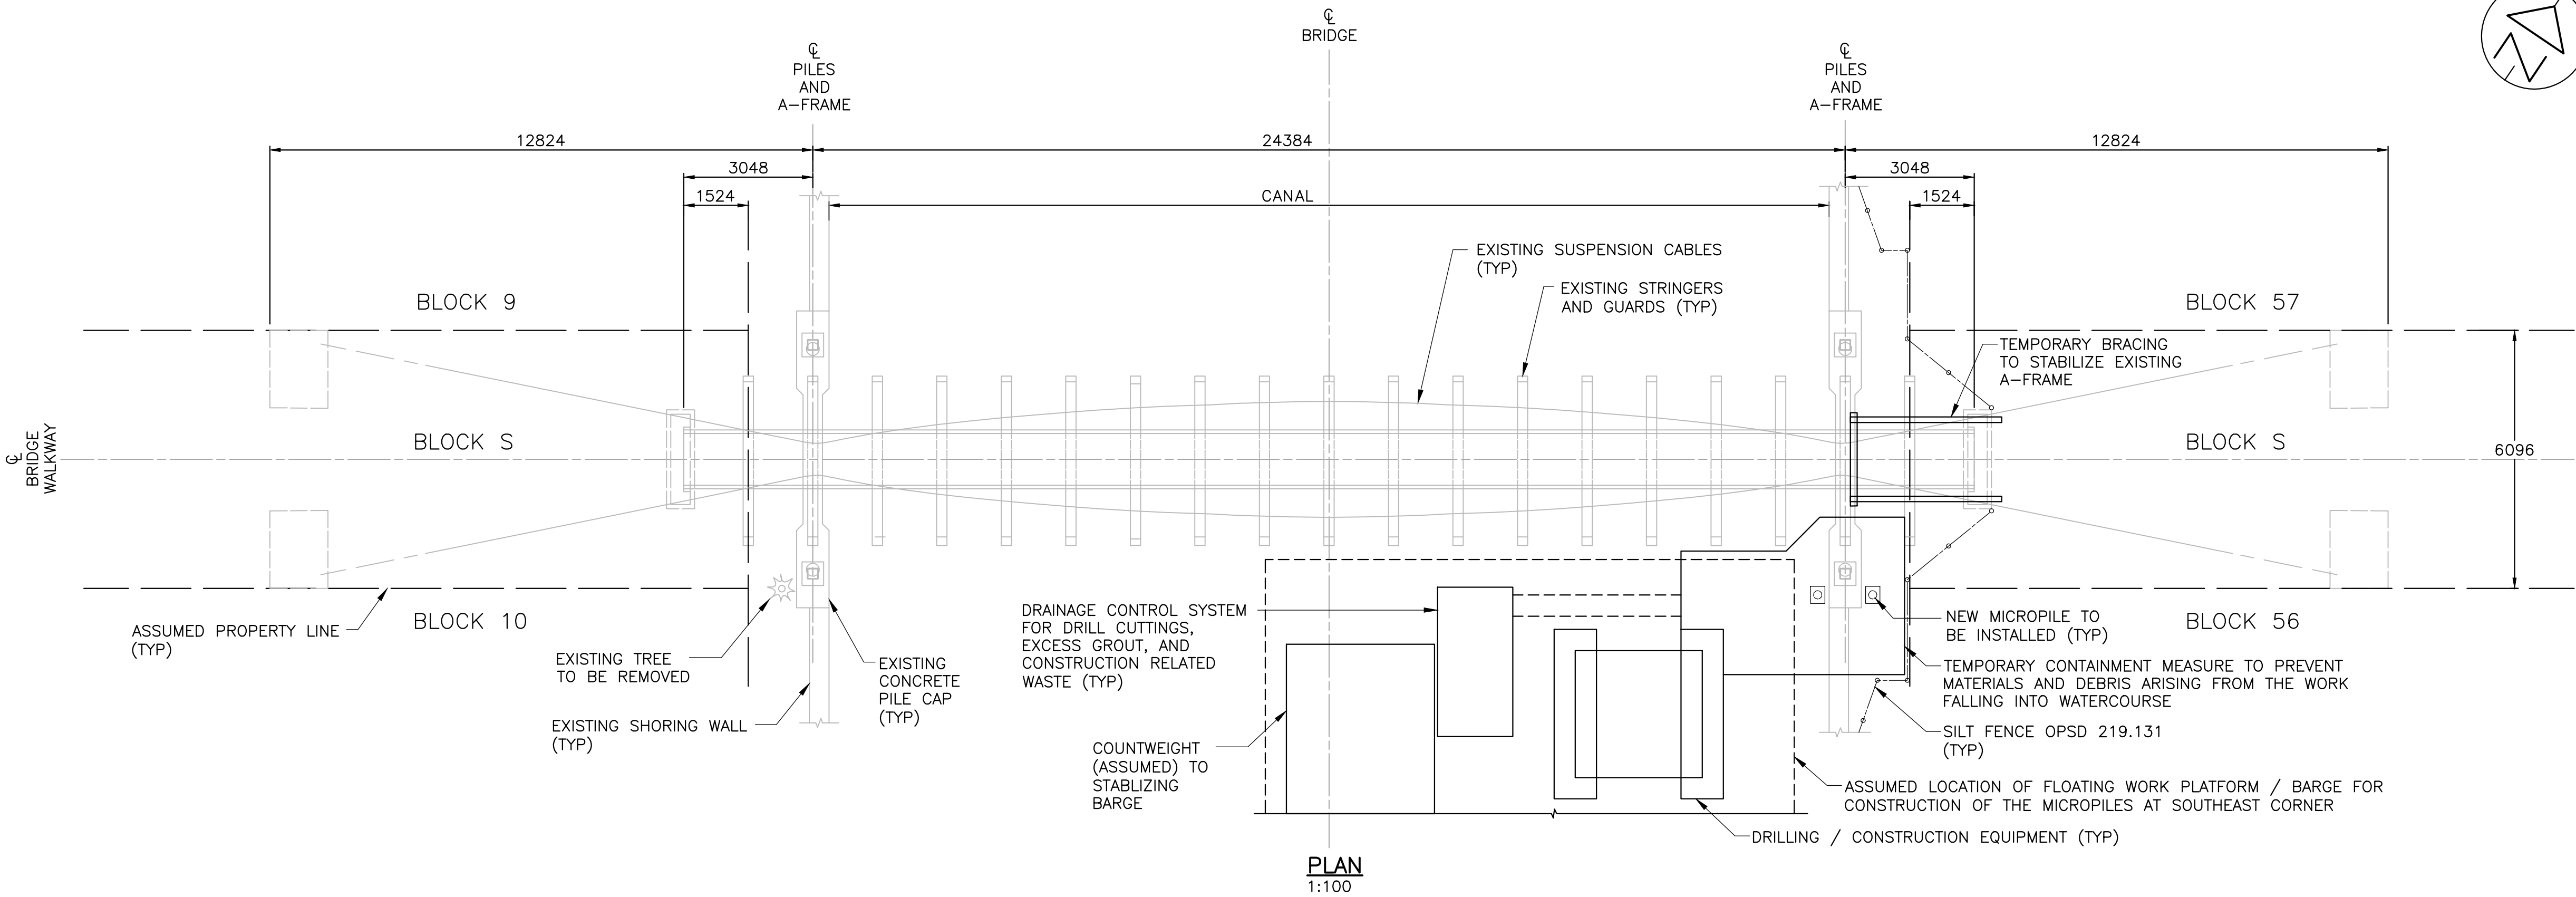 ℄
BRIDGE
℄
PILES
AND
A-FRAME
℄
PILES
AND
A-FRAME
N
12824
24384
12824
3048
3048
1524
CANAL
1524
EXISTING SUSPENSION CABLES
(TYP)
EXISTING STRINGERS
AND GUARDS (TYP)
BLOCK 9
BLOCK 57
TEMPORARY BRACING
TO STABILIZE EXISTING
A-FRAME
℄
BRIDGE
WALKWAY
BLOCK S
BLOCK S
6096
BLOCK 10
BLOCK 56
ASSUMED PROPERTY LINE
(TYP)
EXISTING TREE
TO BE REMOVED
EXISTING SHORING WALL
(TYP)
EXISTING
CONCRETE
PILE CAP
(TYP)
DRAINAGE CONTROL SYSTEM
FOR DRILL CUTTINGS,
EXCESS GROUT, AND
CONSTRUCTION RELATED
WASTE (TYP)
COUNTWEIGHT
(ASSUMED) TO
STABLIZING
BARGE
NEW MICROPILE TO
BE INSTALLED (TYP)
TEMPORARY CONTAINMENT MEASURE TO PREVENT
MATERIALS AND DEBRIS ARISING FROM THE WORK
FALLING INTO WATERCOURSE
SILT FENCE OPSD 219.131
(TYP)
ASSUMED LOCATION OF FLOATING WORK PLATFORM / BARGE FOR
CONSTRUCTION OF THE MICROPILES AT SOUTHEAST CORNER
DRILLING / CONSTRUCTION EQUIPMENT (TYP)
PLAN
1:100